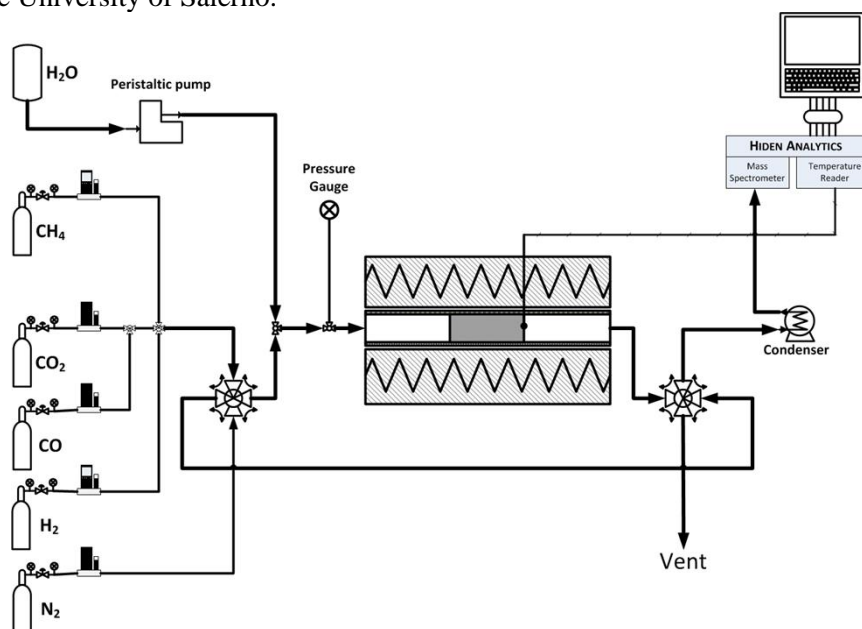 e University of Salerno.
H₂O
Peristaltic pump
HIDEN ANALYTICS
Mass
Spectrometer
Temperature
Reader
Pressure
Gauge
CH₄
CO₂
Condenser
CO
H₂
Vent
N₂